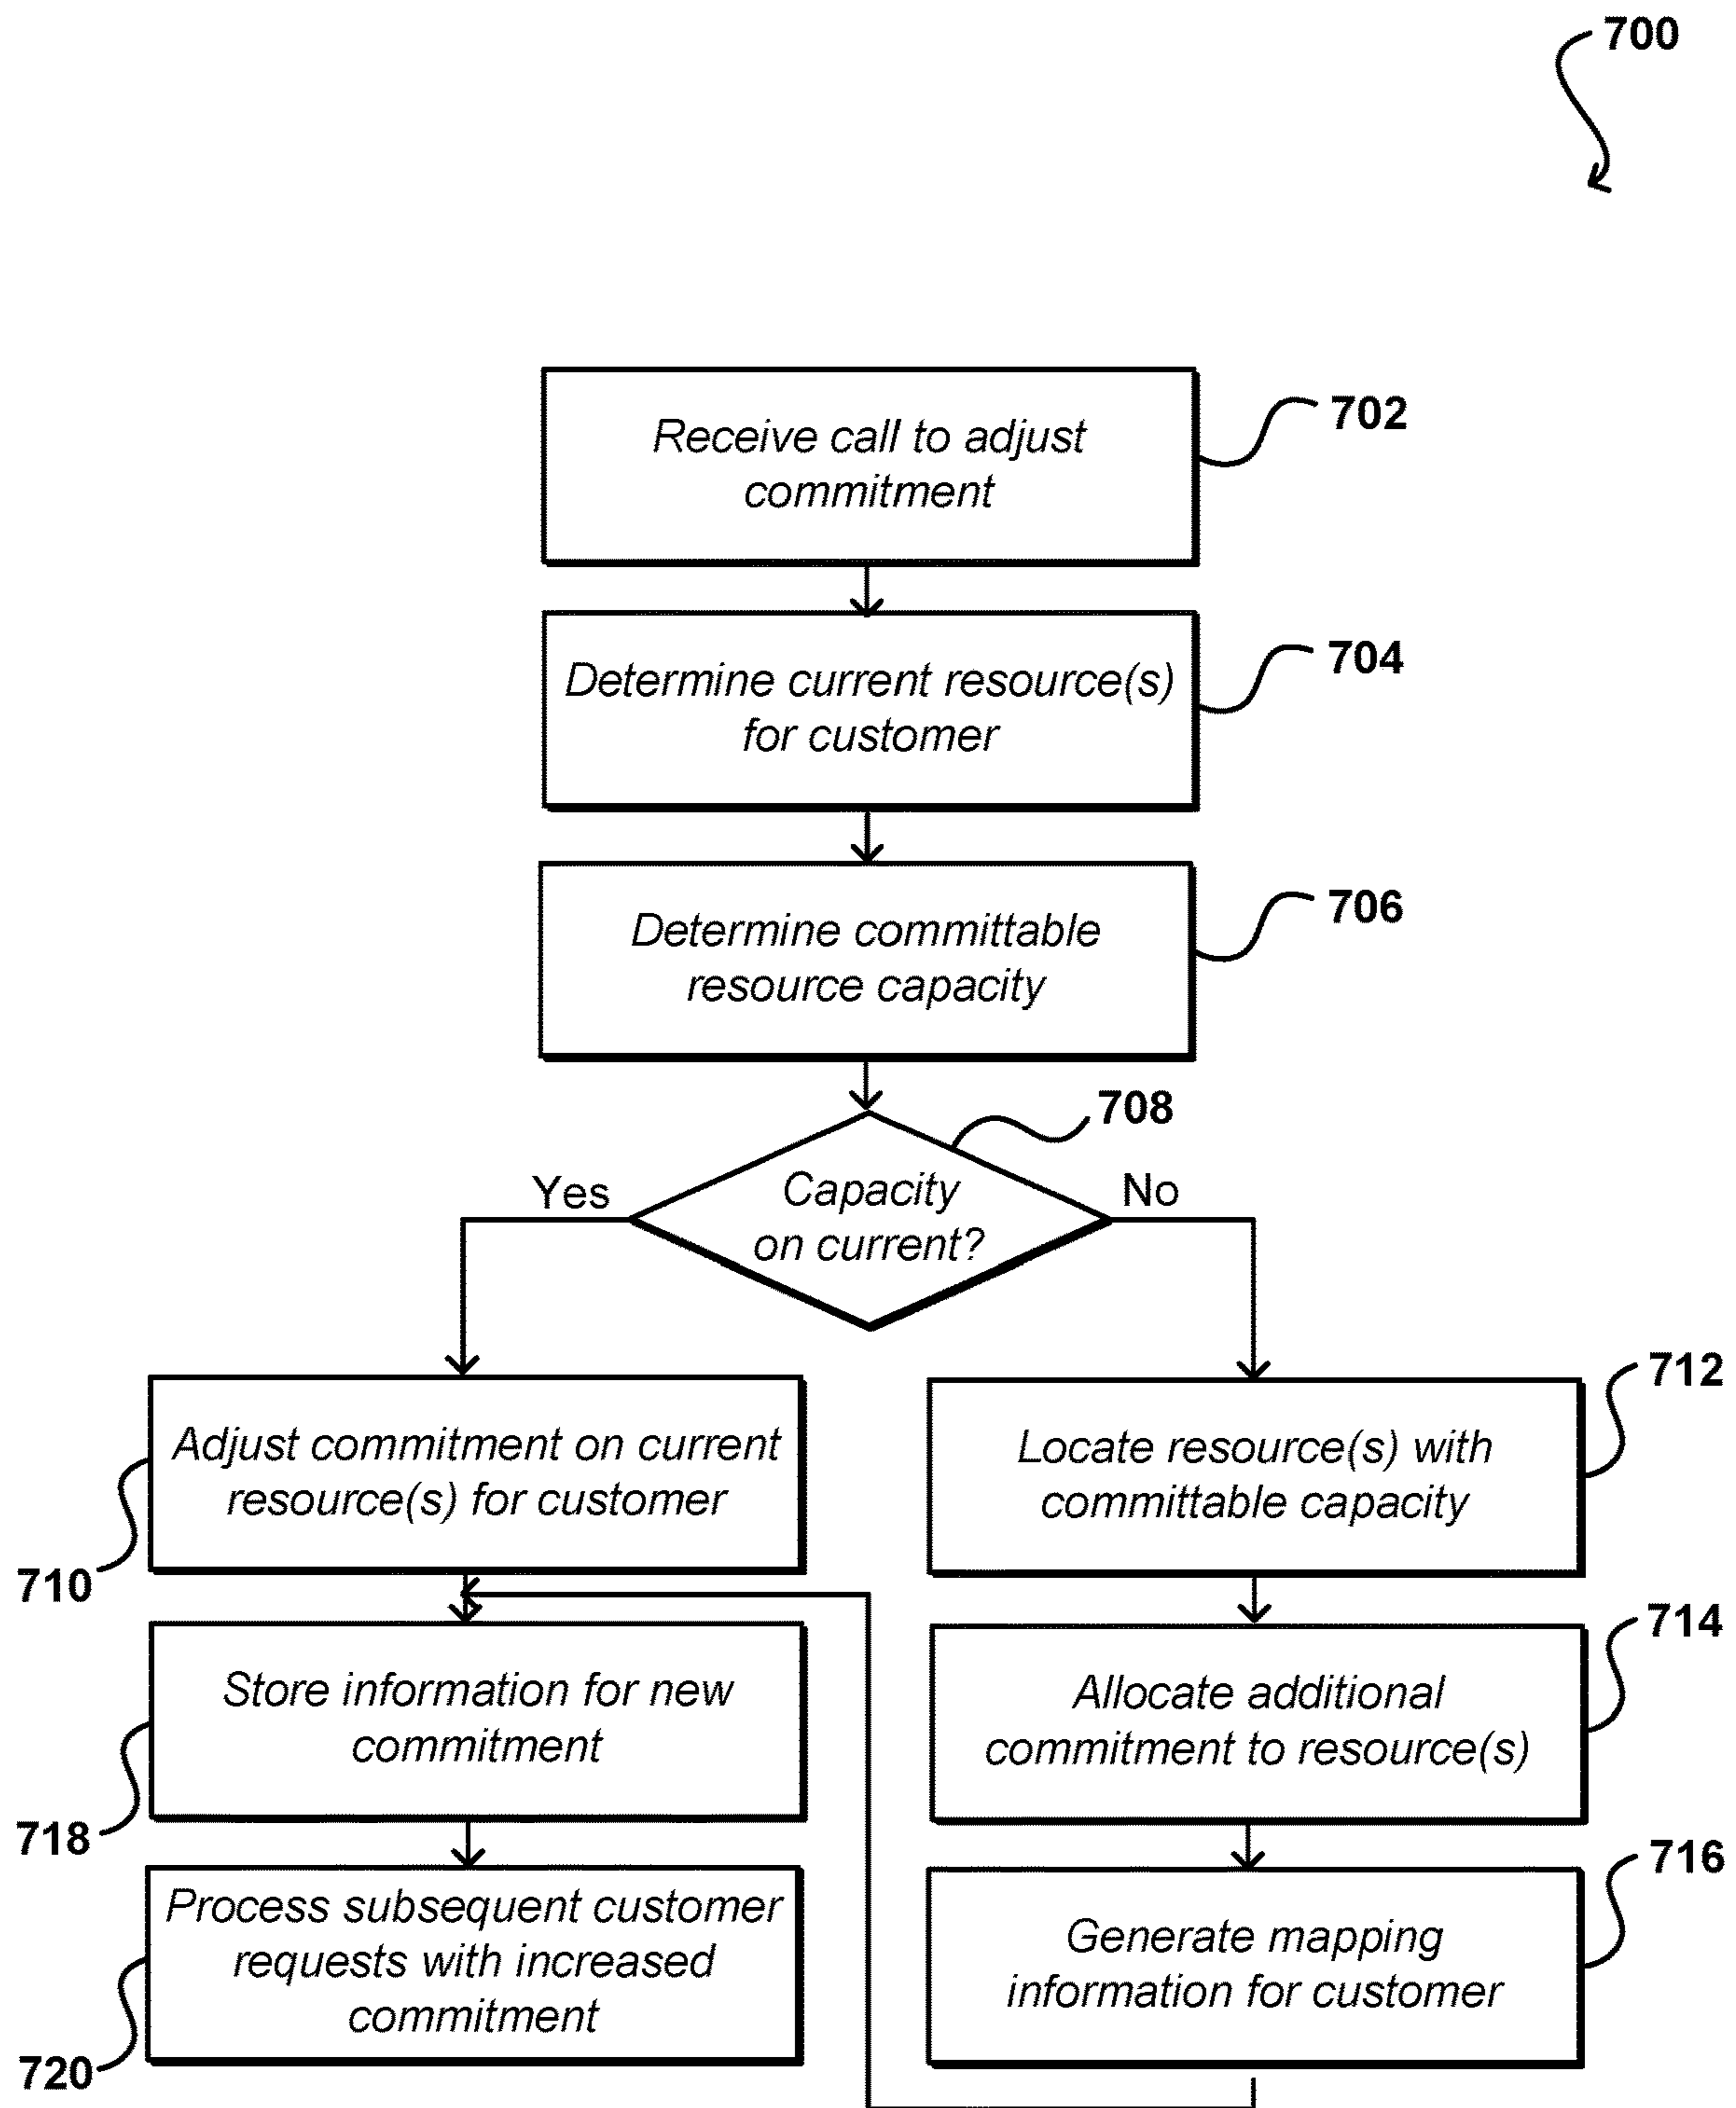 700
Receive call to adjust
commitment
702
Determine current resource(s)
for customer
704
Determine committable
resource capacity
706
708
Capacity
on current?
Yes
No
Adjust commitment on current
resource(s) for customer
710
Locate resource(s) with
committable capacity
712
Store information for new
commitment
718
Allocate additional
commitment to resource(s)
714
Process subsequent customer
requests with increased
commitment
720
Generate mapping
information for customer
716